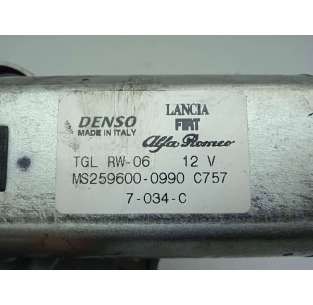 DENSO
MADE IN ITALY
LANCIA
FIAT
Alfa Romeo
TGL RW-06 12 V
MS259600-0990 C757
7-034-C